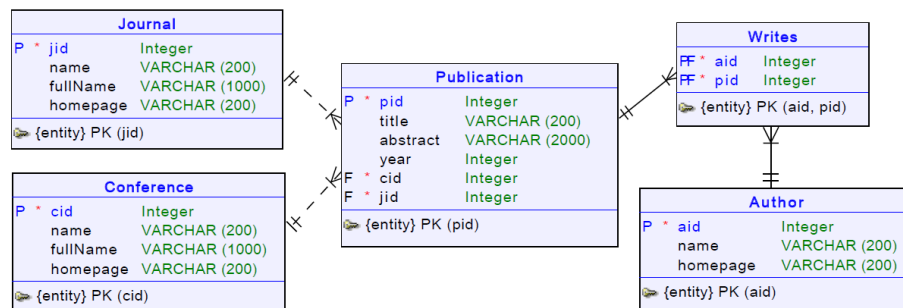 Journal
P * jid Integer
name VARCHAR (200)
fullName VARCHAR (1000)
homepage VARCHAR (200)
{entity} PK (jid)
Conference
P * cid Integer
name VARCHAR (200)
fullName VARCHAR (1000)
homepage VARCHAR (200)
{entity} PK (cid)
Publication
P * pid Integer
title VARCHAR (200)
abstract VARCHAR (2000)
year Integer
F * cid Integer
F * jid Integer
{entity} PK (pid)
Writes
PF * aid Integer
PF * pid Integer
{entity} PK (aid, pid)
Author
P * aid Integer
name VARCHAR (200)
homepage VARCHAR (200)
{entity} PK (aid)